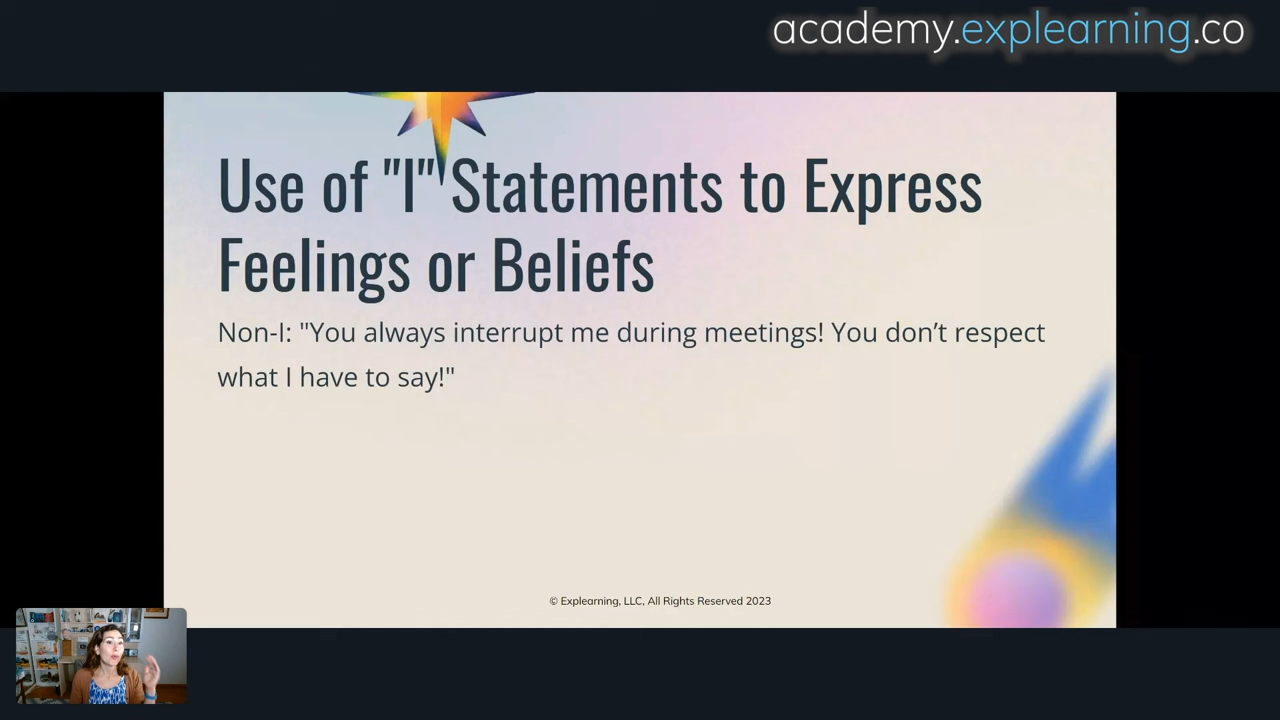 academy.explearning.co
Use of "I" Statements to Express
Feelings or Beliefs
Non-I: "You always interrupt me during meetings! You don’t respect
what I have to say!"
© Explearning, LLC, All Rights Reserved 2023